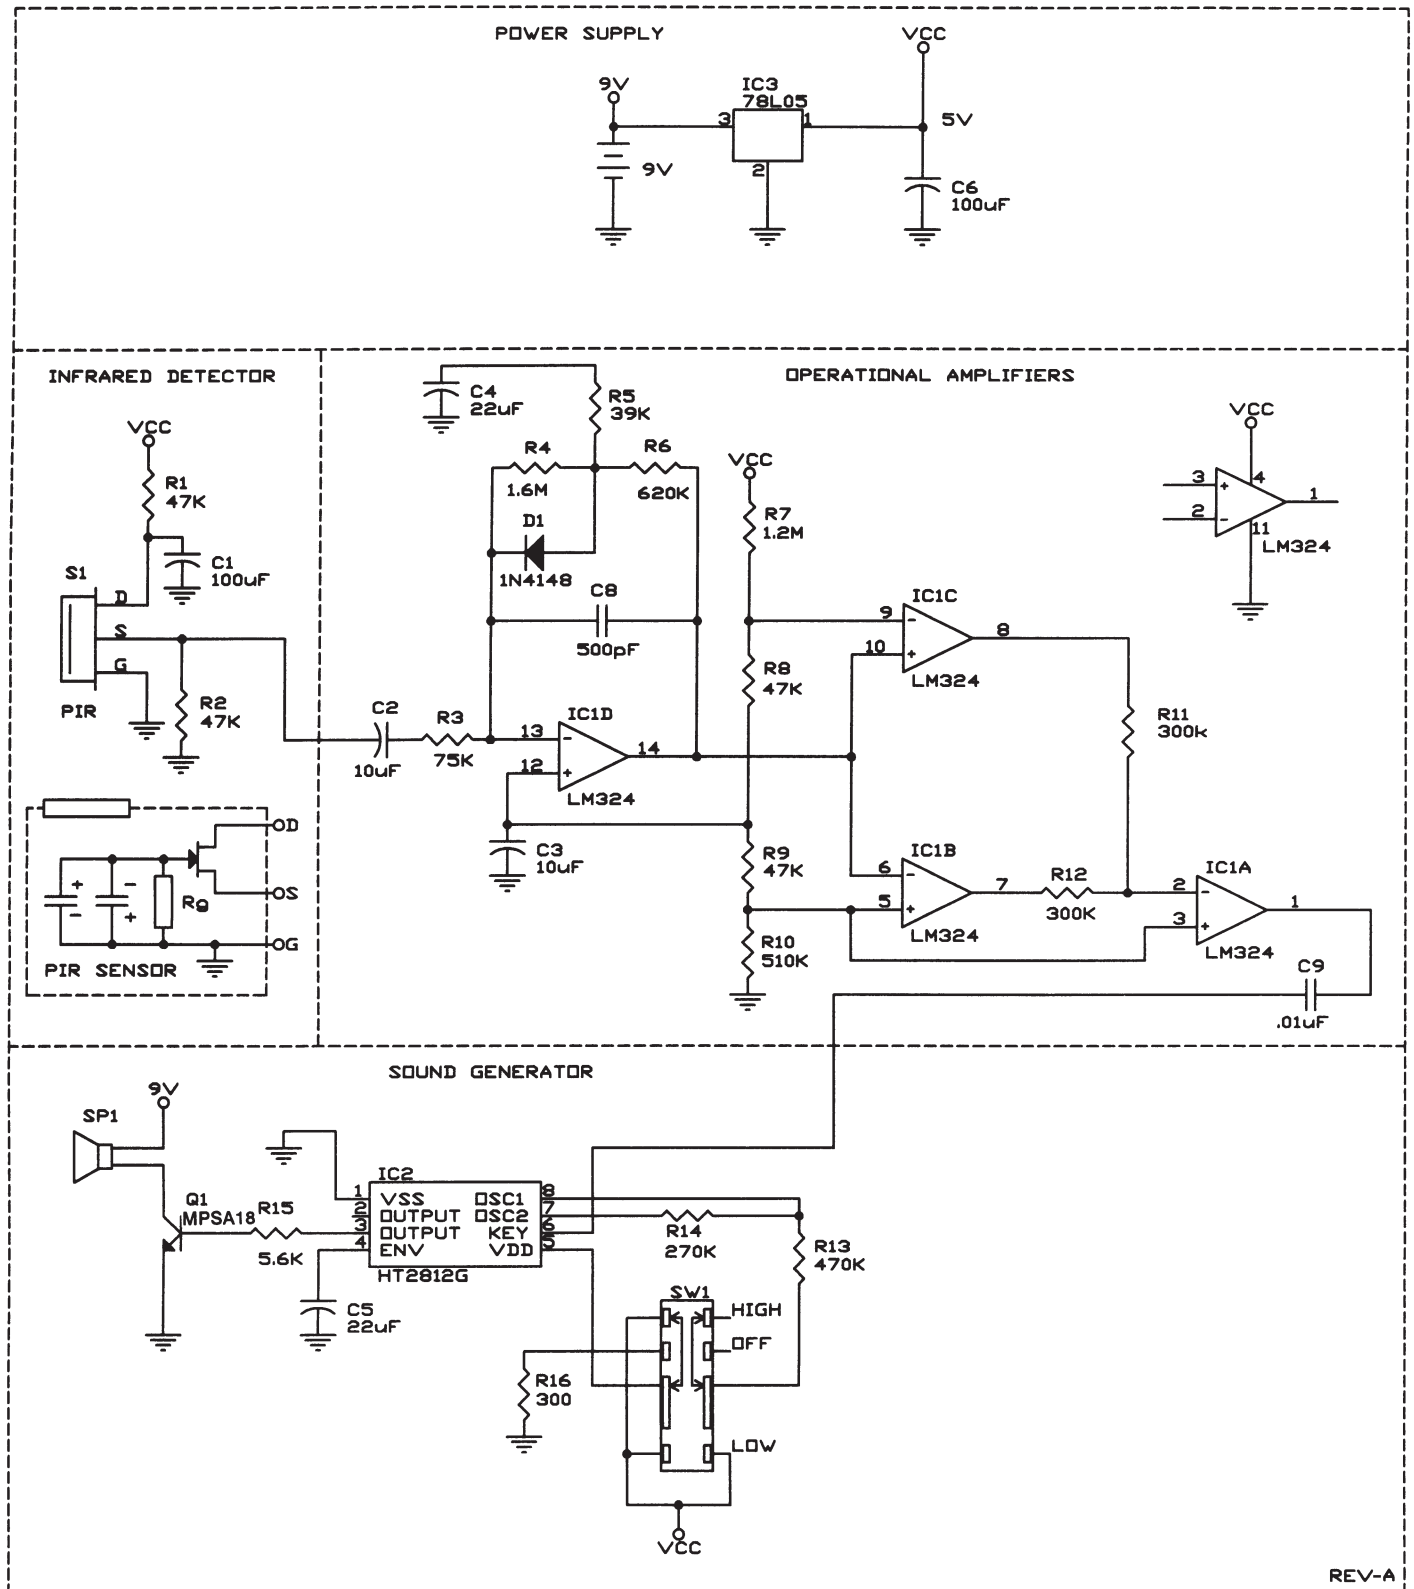 POWER SUPPLY
VCC
9V
IC3
78L05
3
1
5V
2
9V
C6
100uF
INFRARED DETECTOR
VCC
R1
47K
C1
100uF
S1
D
S
G
PIR
R2
47K
D
S
G
+
-
-
+
Rg
PIR SENSOR
OPERATIONAL AMPLIFIERS
C4
22uF
R5
39K
R4
1.6M
R6
620K
D1
1N4148
C8
500pF
C2
10uF
R3
75K
IC1D
13
-
12
+
14
LM324
C3
10uF
VCC
R7
1.2M
R8
47K
R9
47K
R10
510K
IC1C
9
-
10
+
8
LM324
VCC
3
+
4
1
2
-
11
LM324
R11
300k
IC1B
6
-
5
+
7
LM324
R12
300K
IC1A
2
-
3
+
1
LM324
C9
.01uF
SOUND GENERATOR
9V
SP1
Q1
MPSA18
R15
5.6K
IC2
1 VSS OSC1 8
2 OUTPUT OSC2 7
3 OUTPUT KEY 6
4 ENV VDD 5
HT2812G
C5
22uF
R14
270K
R13
470K
SW1
HIGH
OFF
LOW
R16
300
VCC
REV-A